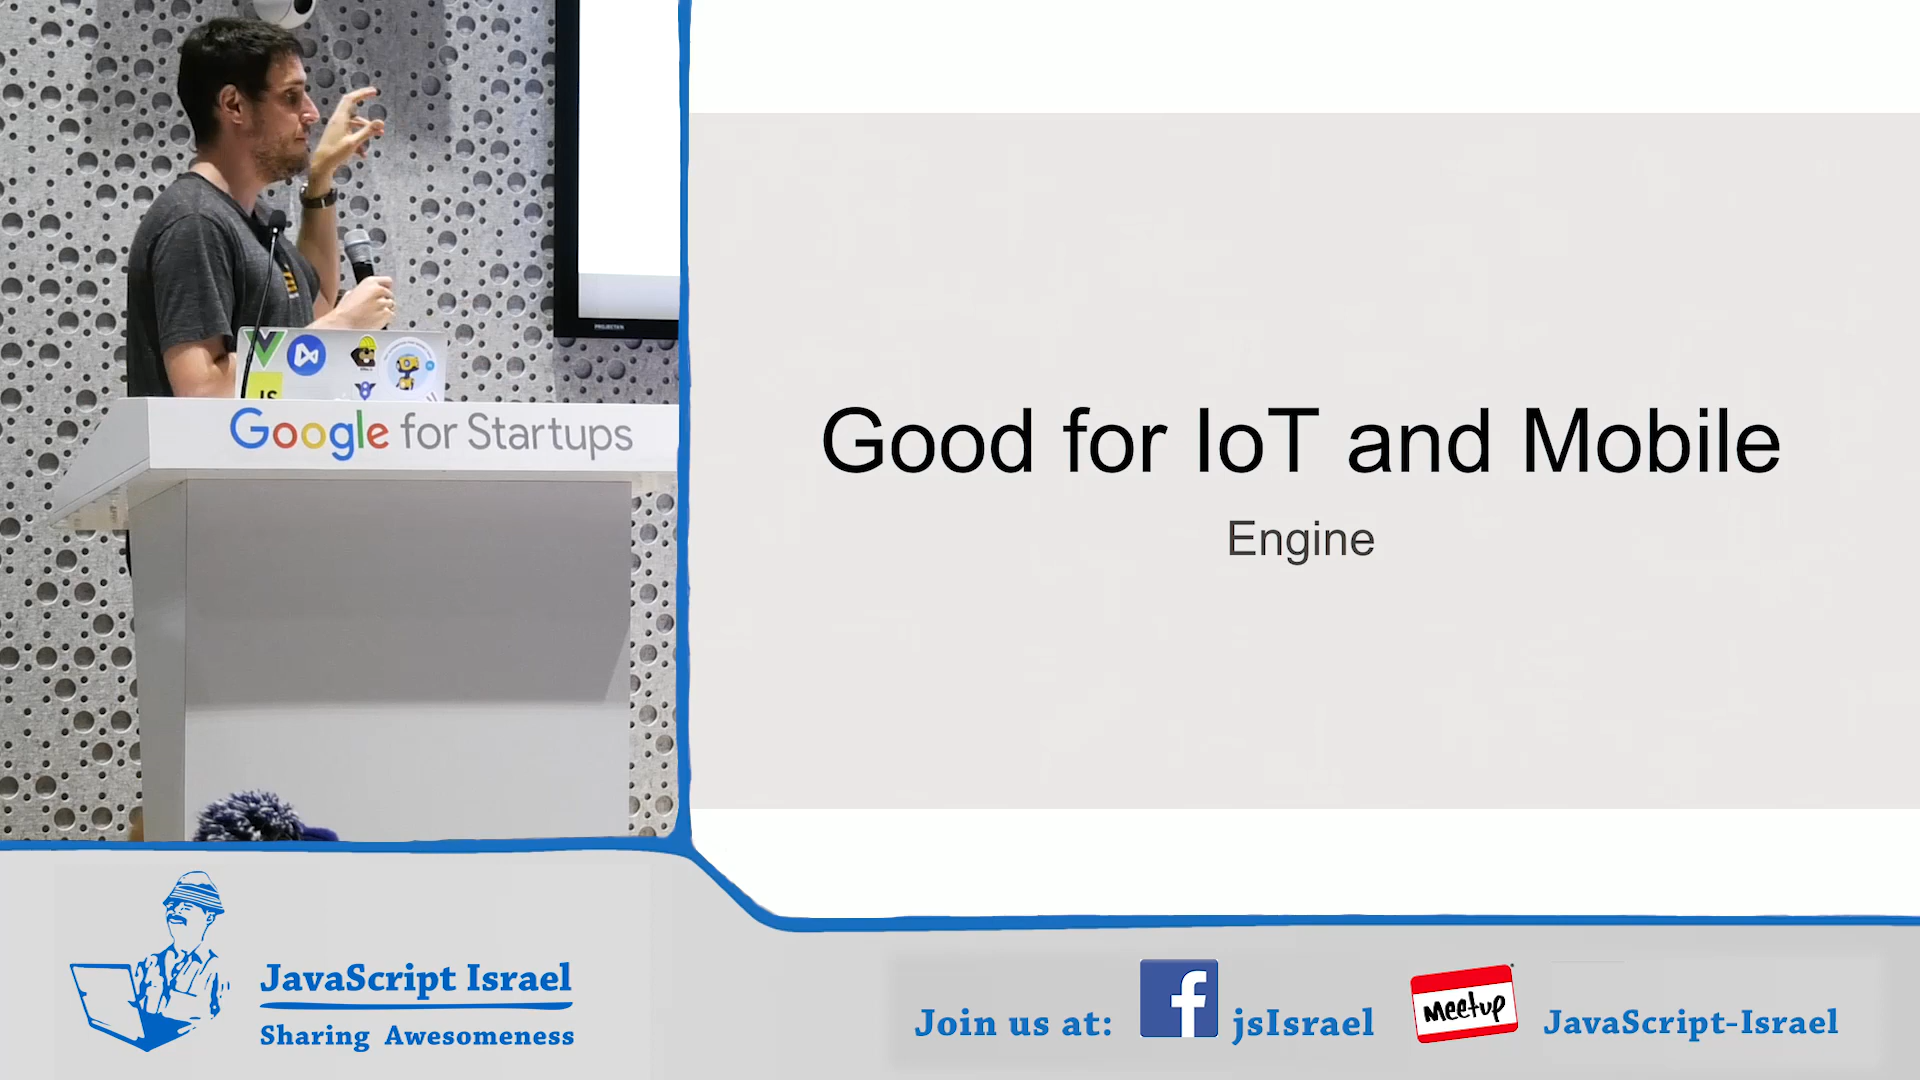 JS
Google for Startups
Good for IoT and Mobile
Engine
JavaScript Israel
Sharing Awesomeness
Join us at:
f
jsIsrael
Meetup
JavaScript-Israel